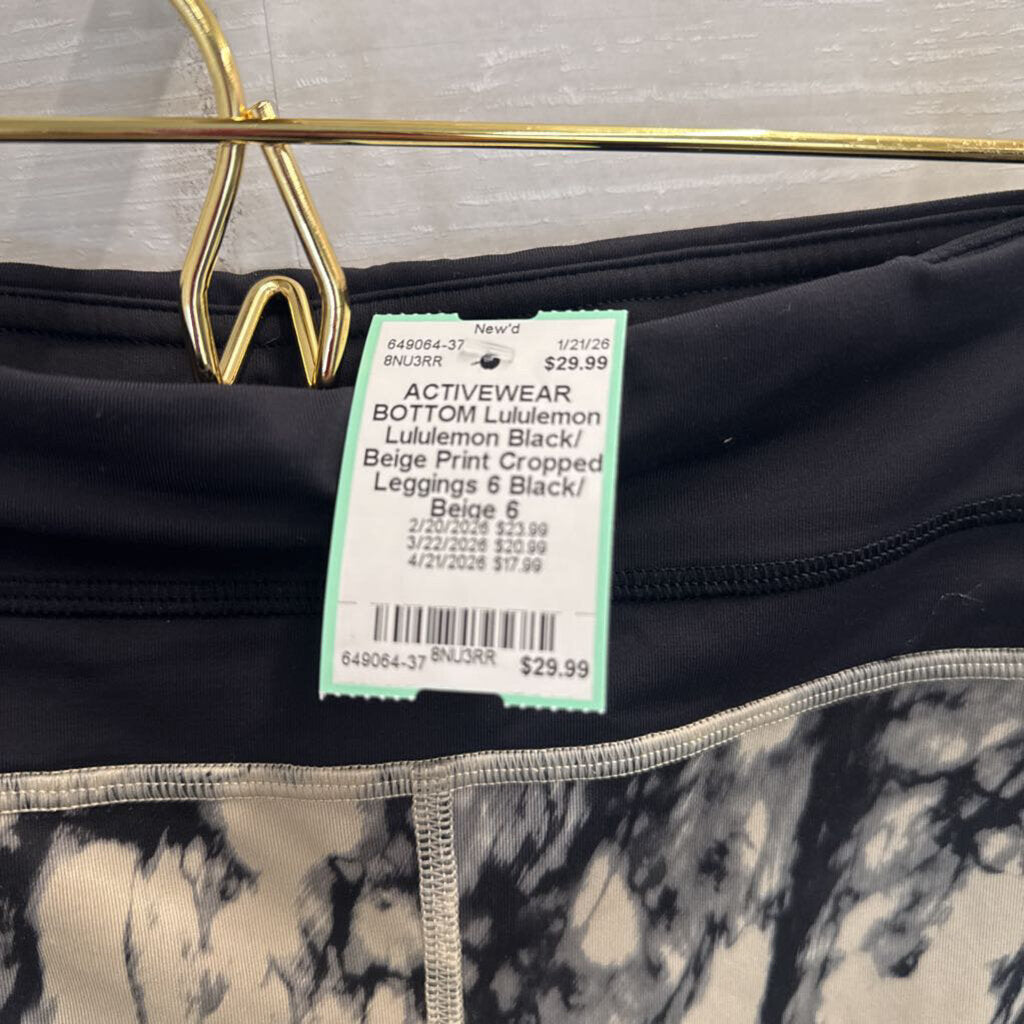 New'd
649064-37 1/21/26
8NU3RR $29.99
ACTIVEWEAR
BOTTOM Lululemon
Lululemon Black/
Beige Print Cropped
Leggings 6 Black/
Beige 6
2/20/2026 $23.99
3/22/2026 $20.99
4/21/2026 $17.99
649064-37 8NU3RR $29.99